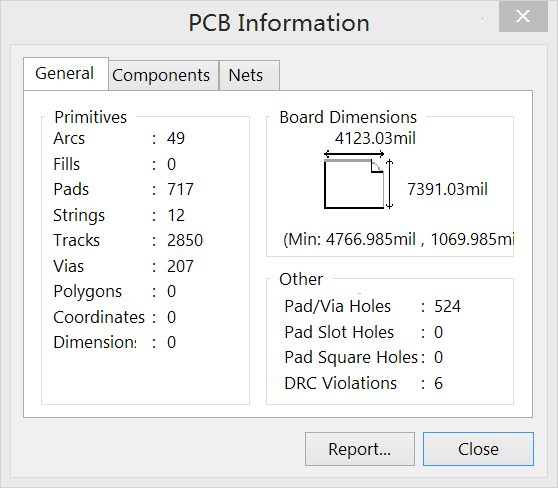 PCB Information
General
Components
Nets
Primitives
Arcs : 49
Fills : 0
Pads : 717
Strings : 12
Tracks : 2850
Vias : 207
Polygons : 0
Coordinates : 0
Dimension: : 0
Board Dimensions
4123.03mil
7391.03mil
(Min: 4766.985mil , 1069.985mi
Other
Pad/Via Holes : 524
Pad Slot Holes : 0
Pad Square Holes : 0
DRC Violations : 6
Report...
Close